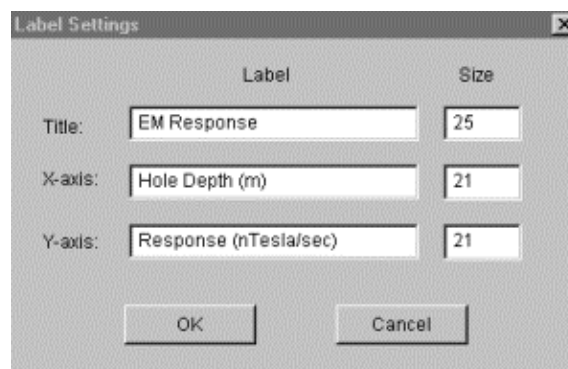 Label Settings
Label Size
Title: EM Response 25
X-axis: Hole Depth (m) 21
Y-axis: Response (nTesla/sec) 21
OK Cancel